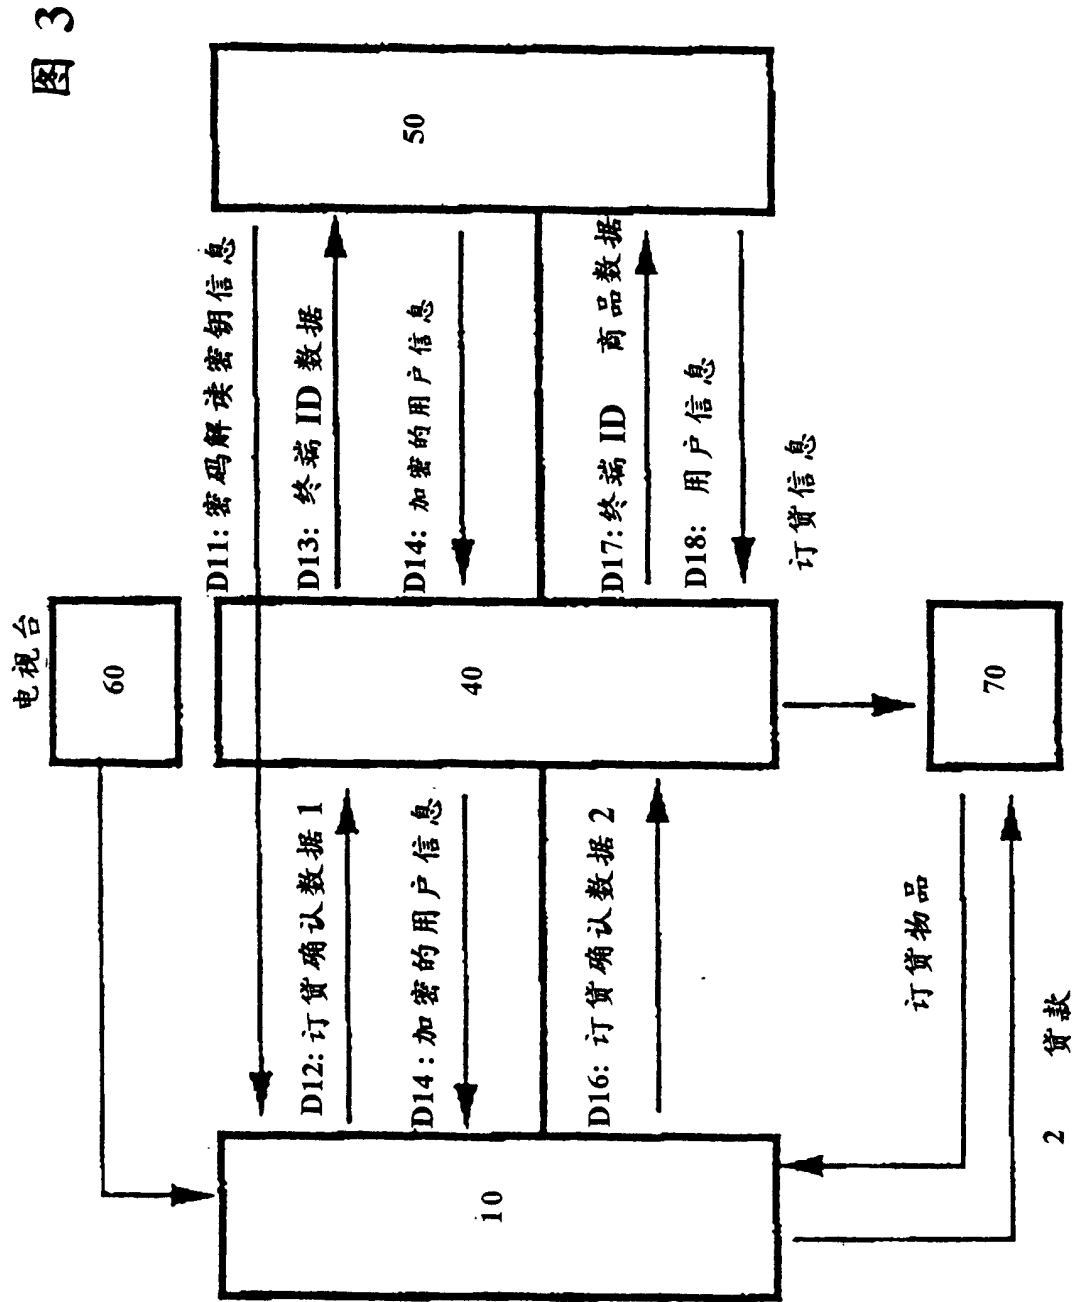 图 3
电视台
60
50
40
10
70
D11: 密码解读密钥信息
D12: 订货确认数据 1
D13: 终端 ID 数据
D14: 加密的用户信息
D14: 加密的用户信息
D16: 订货确认数据 2
D17: 终端 ID 商品数据
D18: 用户信息
订货信息
订货物品
2 货款